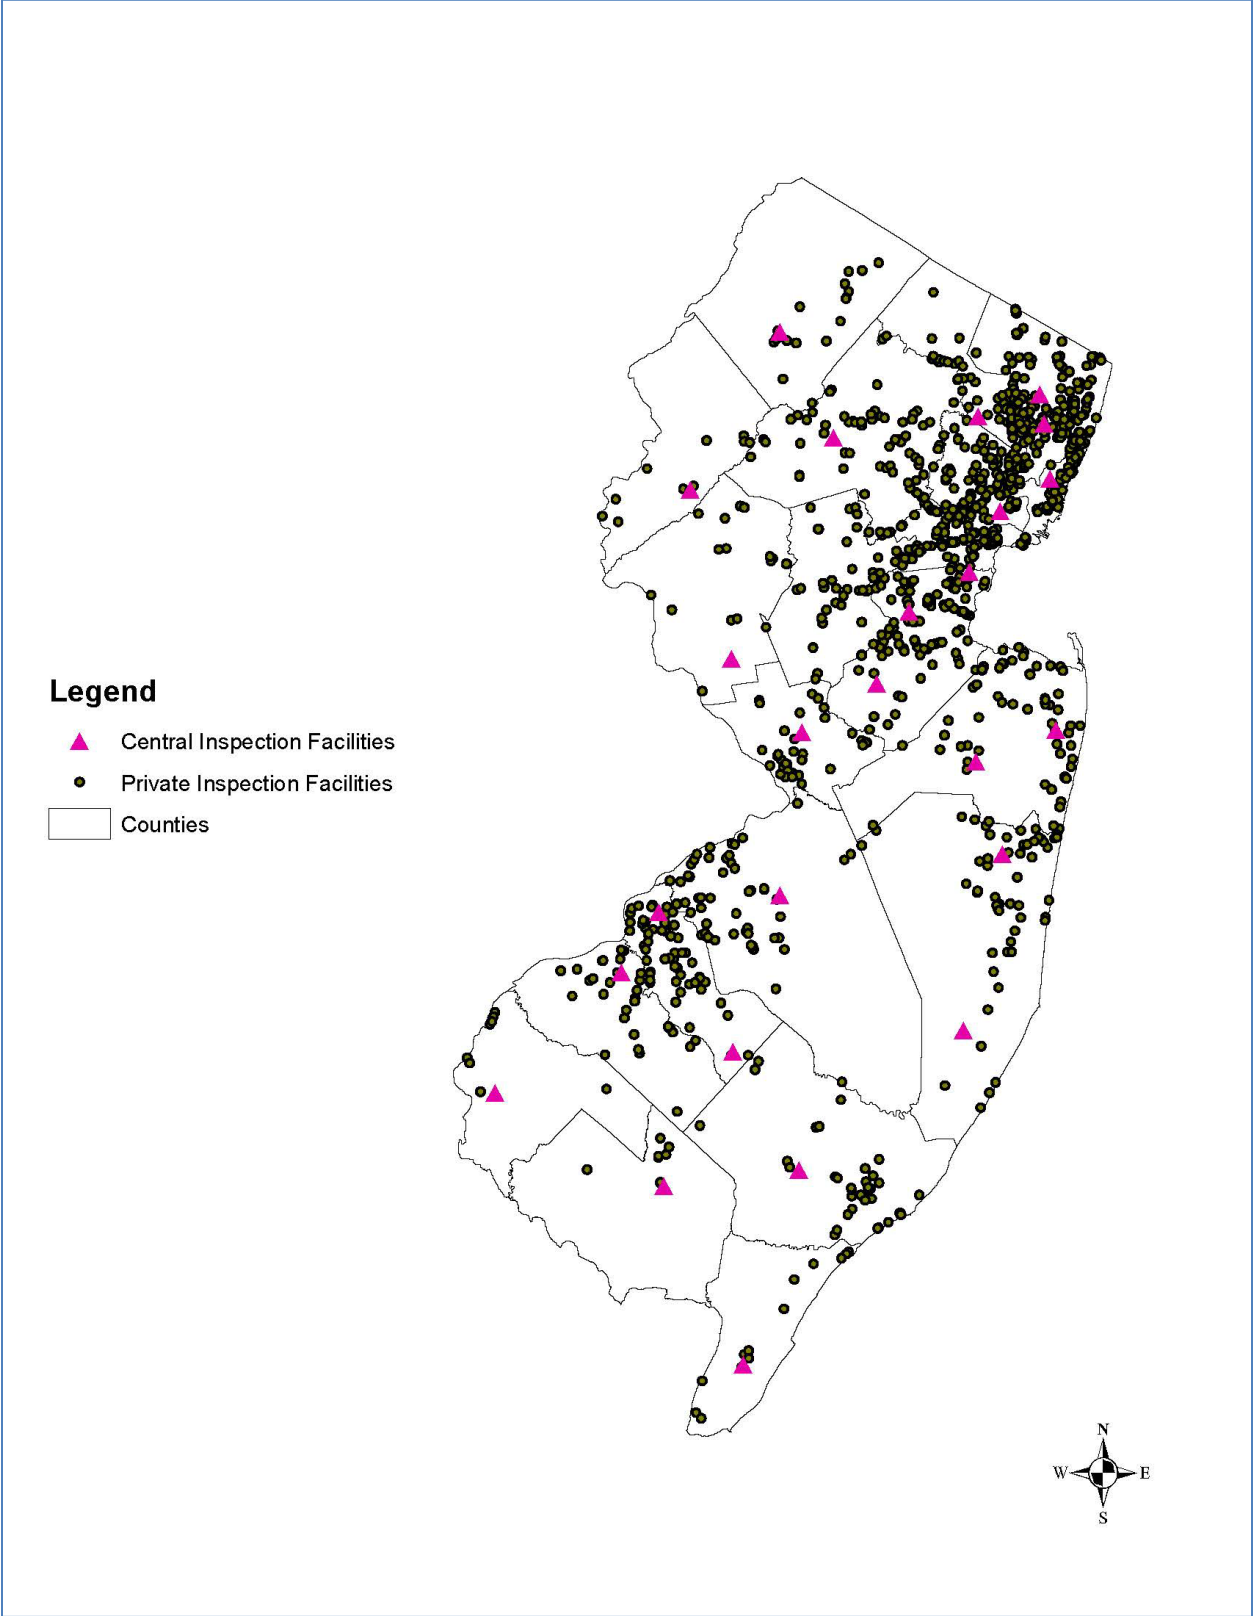 Legend
Central Inspection Facilities
Private Inspection Facilities
Counties
N
W E
S